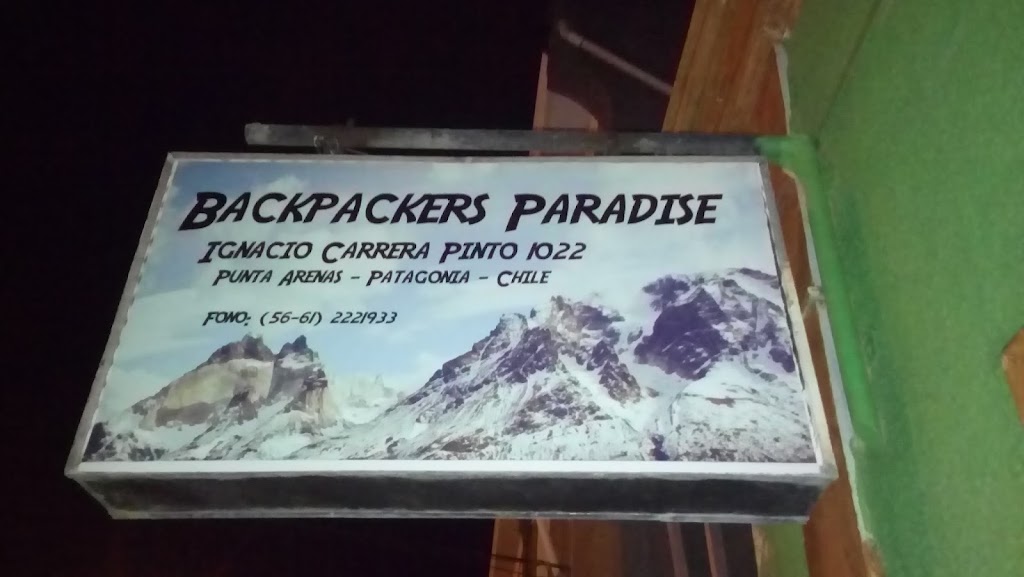 BACKPACKERS PARADISE
IGNACIO CARRERA PINTO 1022
PUNTA ARENAS - PATAGONIA - CHILE
FONO: (56-61) 2221933